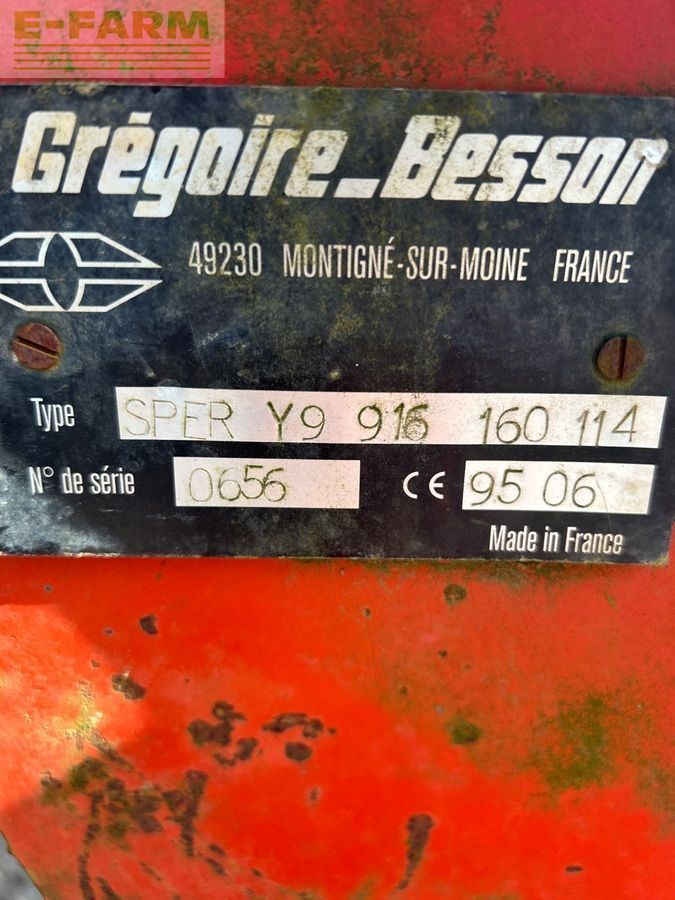 E-FARM
Grégoire_Besson
49230 MONTIGNÉ-SUR-MOINE FRANCE
Type SPER Y9 916 160 114
N° de série 0656 CE 95 06
Made in France